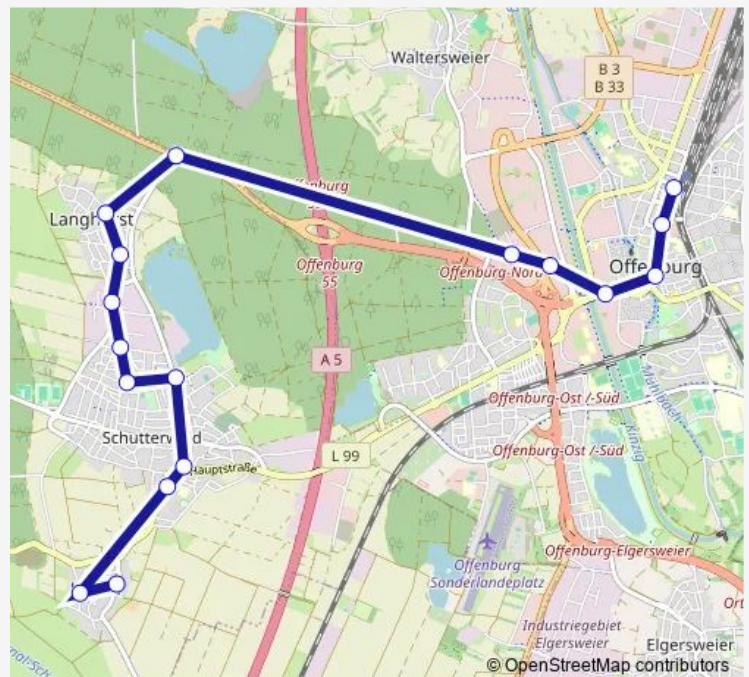 Waltersweier
B 3
B 33
Offenburg
Offenburg
55
Offenburg-Nord
Offenburg
A 5
Offenburg-Ost /-Süd
Mühlbach
Kinzig
Schutterwald
L 99
Hauptstraße
Offenburg-Ost /-Süd
Offenburg
Sonderlandeplatz
Offenburg-Elgersweier
Industriegebiet
Elgersweier
Elgersweier
© OpenStreetMap contributors